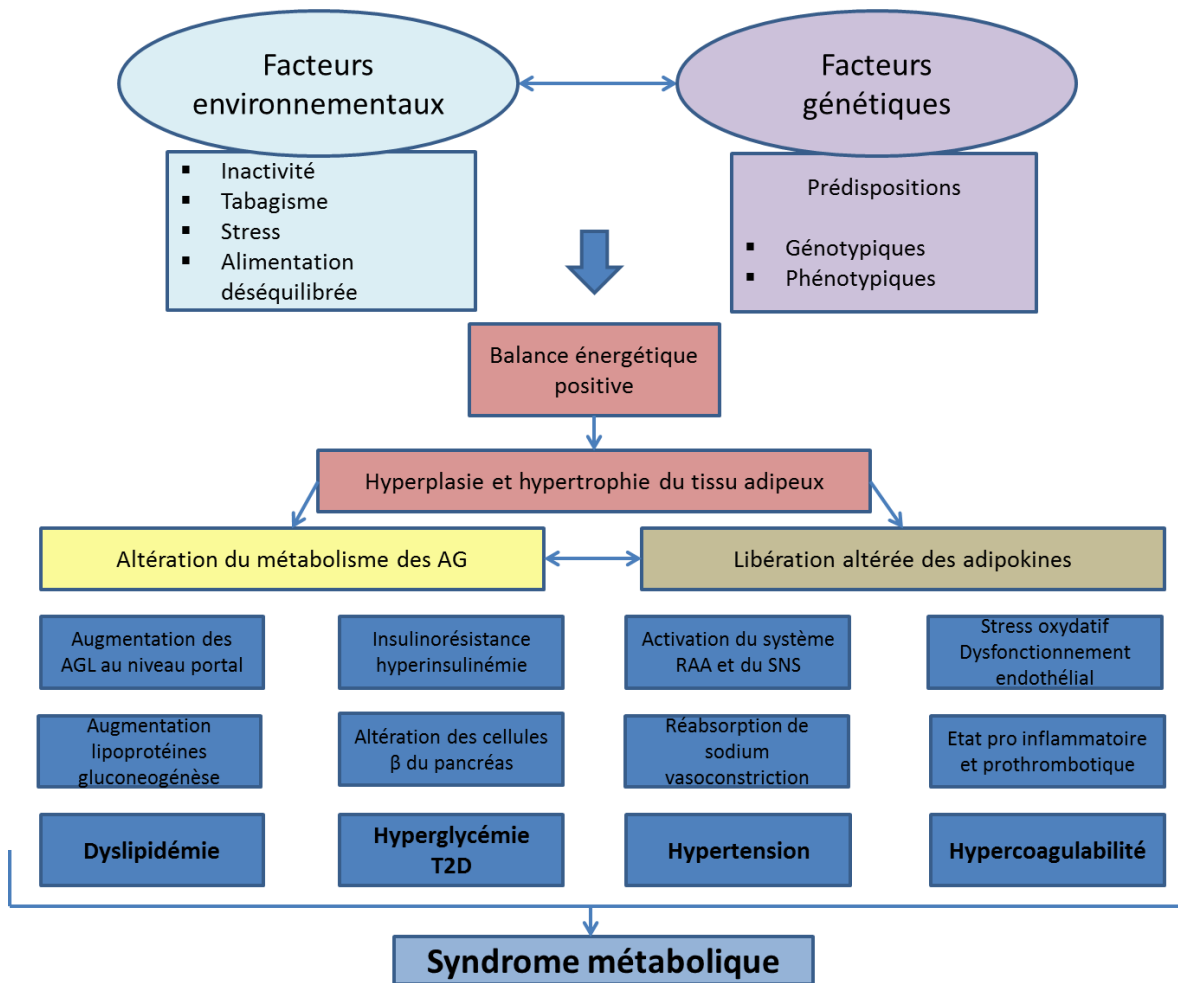 Facteurs
environnementaux
Facteurs
génétiques
▪ Inactivité
▪ Tabagisme
▪ Stress
▪ Alimentation
déséquilibrée
Prédispositions
▪ Génotypiques
▪ Phénotypiques
Balance énergétique
positive
Hyperplasie et hypertrophie du tissu adipeux
Altération du métabolisme des AG
Libération altérée des adipokines
Augmentation des
AGL au niveau portal
Insulinorésistance
hyperinsulinémie
Activation du système
RAA et du SNS
Stress oxydatif
Dysfonctionnement
endothélial
Augmentation
lipoprotéines
gluconeogénèse
Altération des cellules
β du pancréas
Réabsorption de
sodium
vasoconstriction
Etat pro inflammatoire
et prothrombotique
Dyslipidémie
Hyperglycémie
T2D
Hypertension
Hypercoagulabilité
Syndrome métabolique